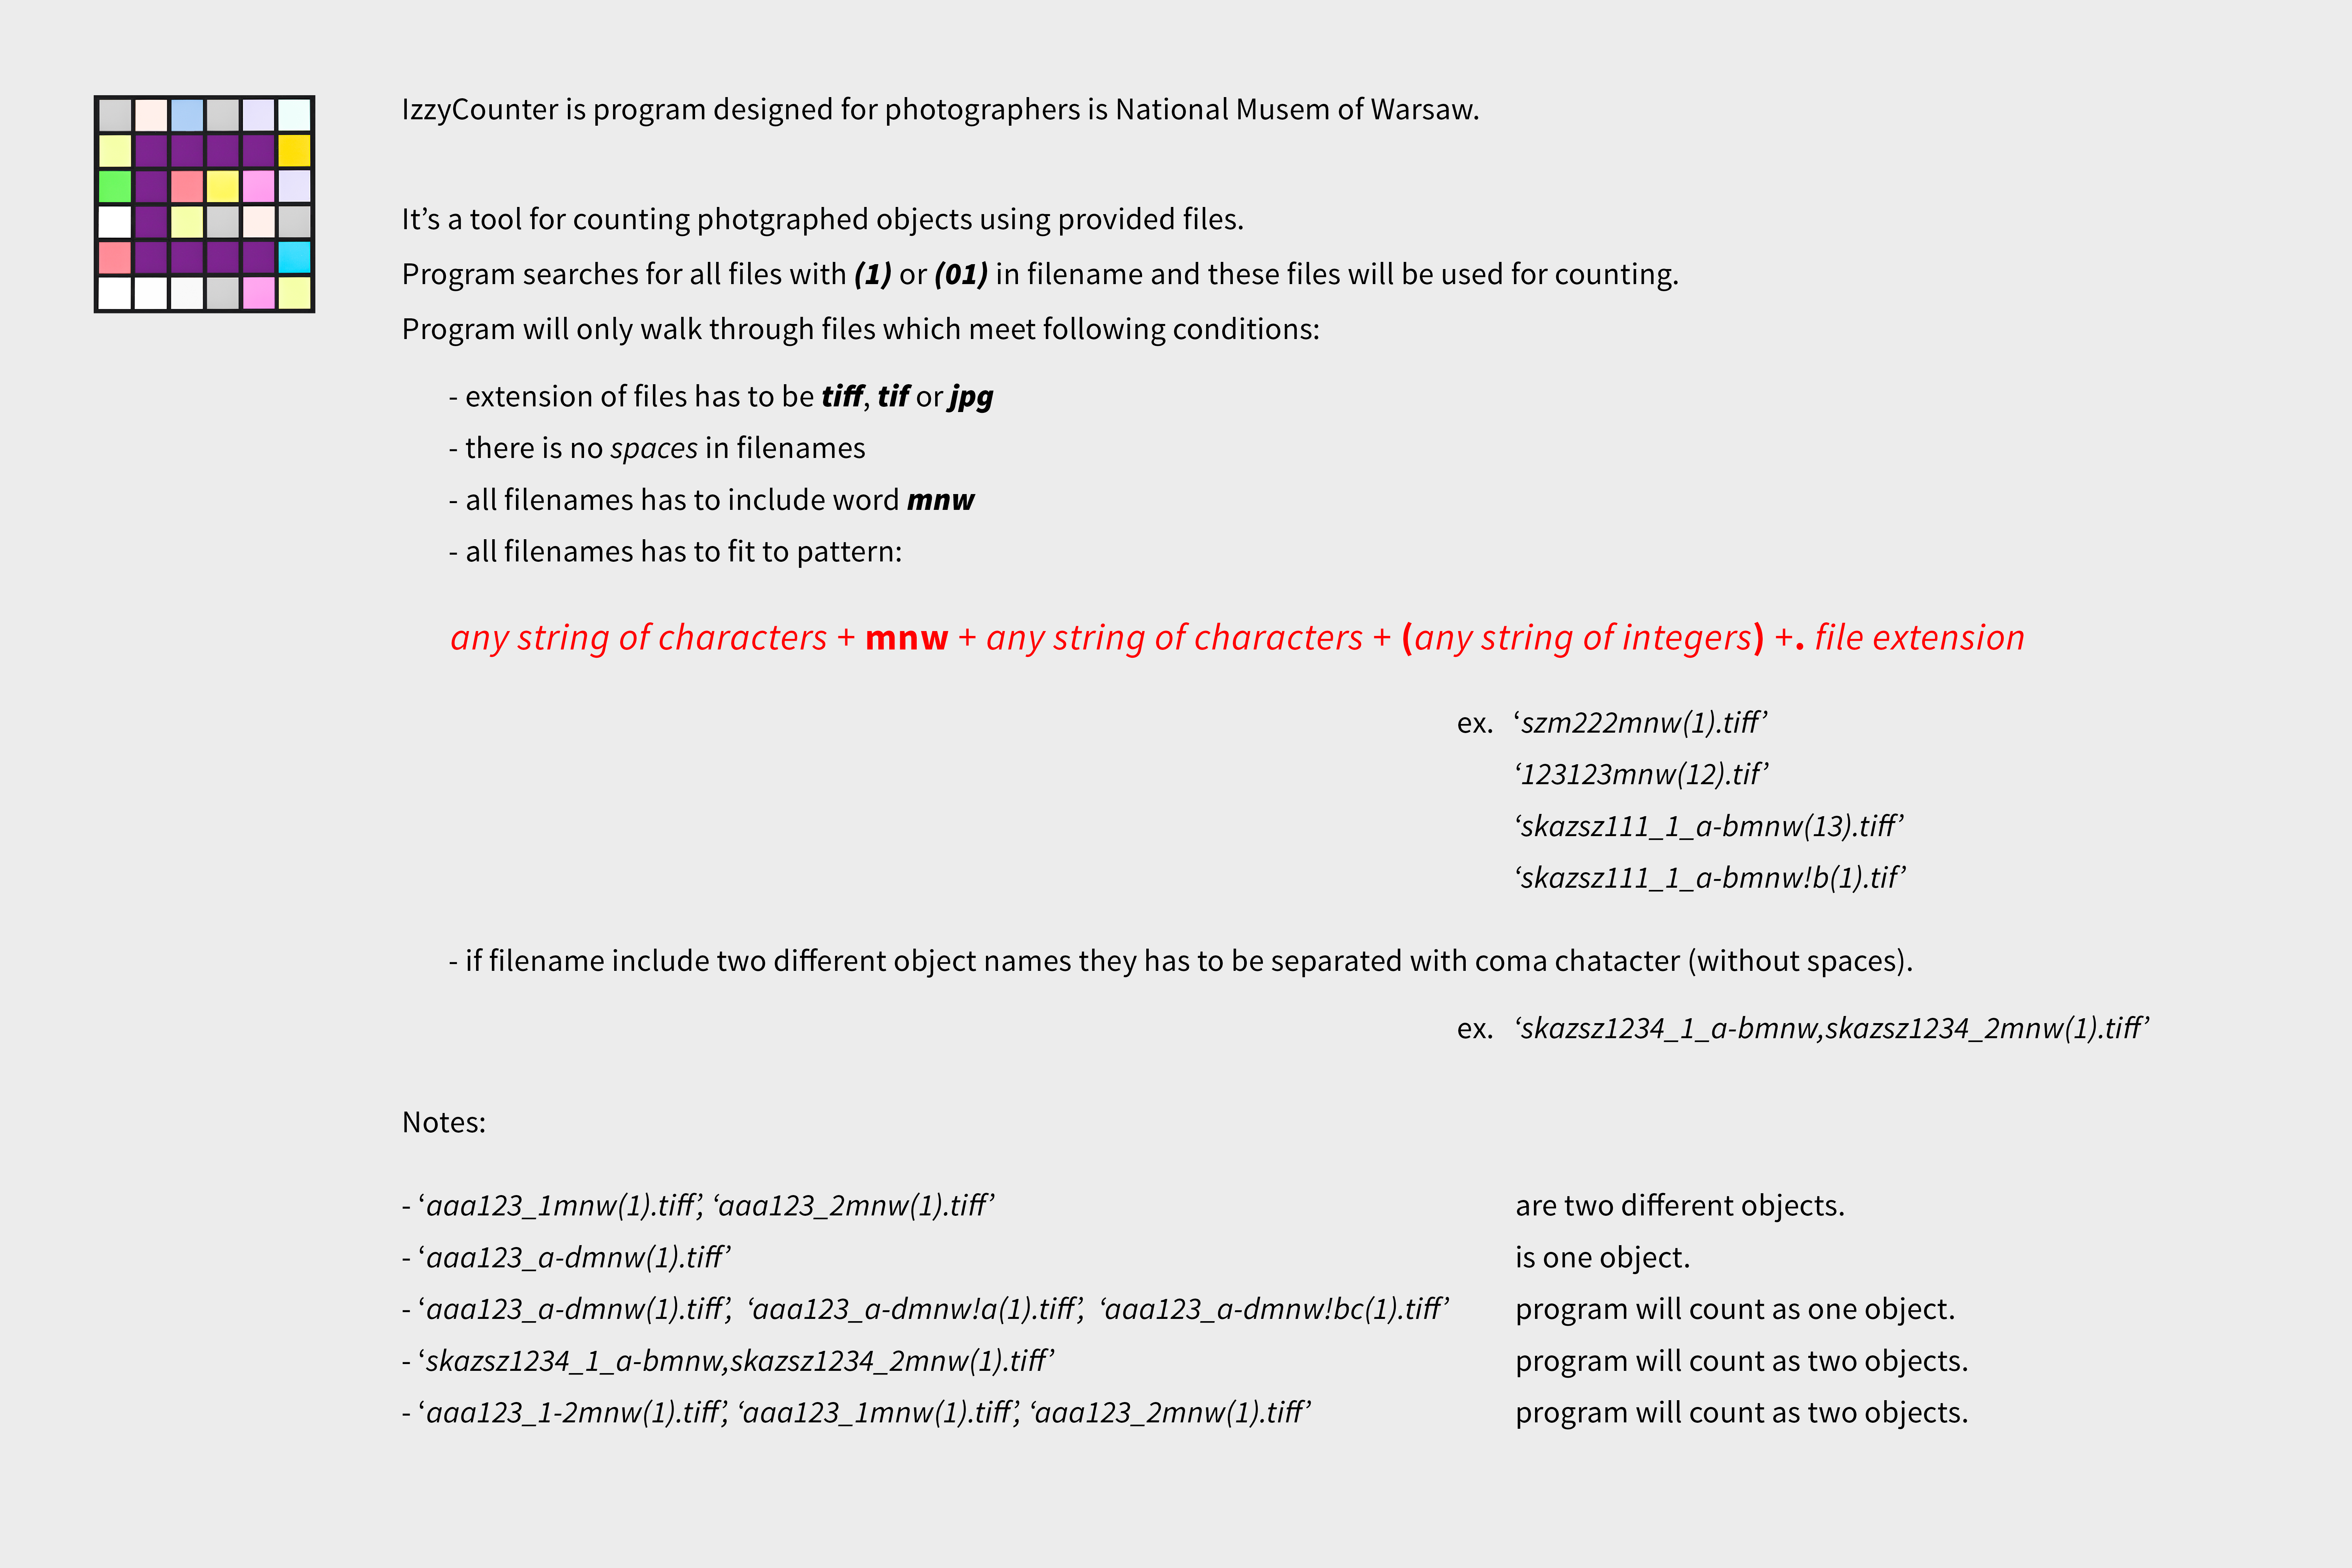 IzzyCounter is program designed for photographers is National Musem of Warsaw.
It’s a tool for counting photgraphed objects using provided files.
Program searches for all files with (1) or (01) in filename and these files will be used for counting.
Program will only walk through files which meet following conditions:
- extension of files has to be tiff, tif or jpg
- there is no spaces in filenames
- all filenames has to include word mnw
- all filenames has to fit to pattern:
any string of characters + mnw + any string of characters + (any string of integers) +. file extension
ex. ‘szm222mnw(1).tiff’
‘123123mnw(12).tif’
‘skazsz111_1_a-bmnw(13).tiff’
‘skazsz111_1_a-bmnw!b(1).tif’
- if filename include two different object names they has to be separated with coma chatacter (without spaces).
ex. ‘skazsz1234_1_a-bmnw,skazsz1234_2mnw(1).tiff’
Notes:
- ‘aaa123_1mnw(1).tiff’, ‘aaa123_2mnw(1).tiff’ are two different objects.
- ‘aaa123_a-dmnw(1).tiff’ is one object.
- ‘aaa123_a-dmnw(1).tiff’, ‘aaa123_a-dmnw!a(1).tiff’, ‘aaa123_a-dmnw!bc(1).tiff’ program will count as one object.
- ‘skazsz1234_1_a-bmnw,skazsz1234_2mnw(1).tiff’ program will count as two objects.
- ‘aaa123_1-2mnw(1).tiff’, ‘aaa123_1mnw(1).tiff’, ‘aaa123_2mnw(1).tiff’ program will count as two objects.